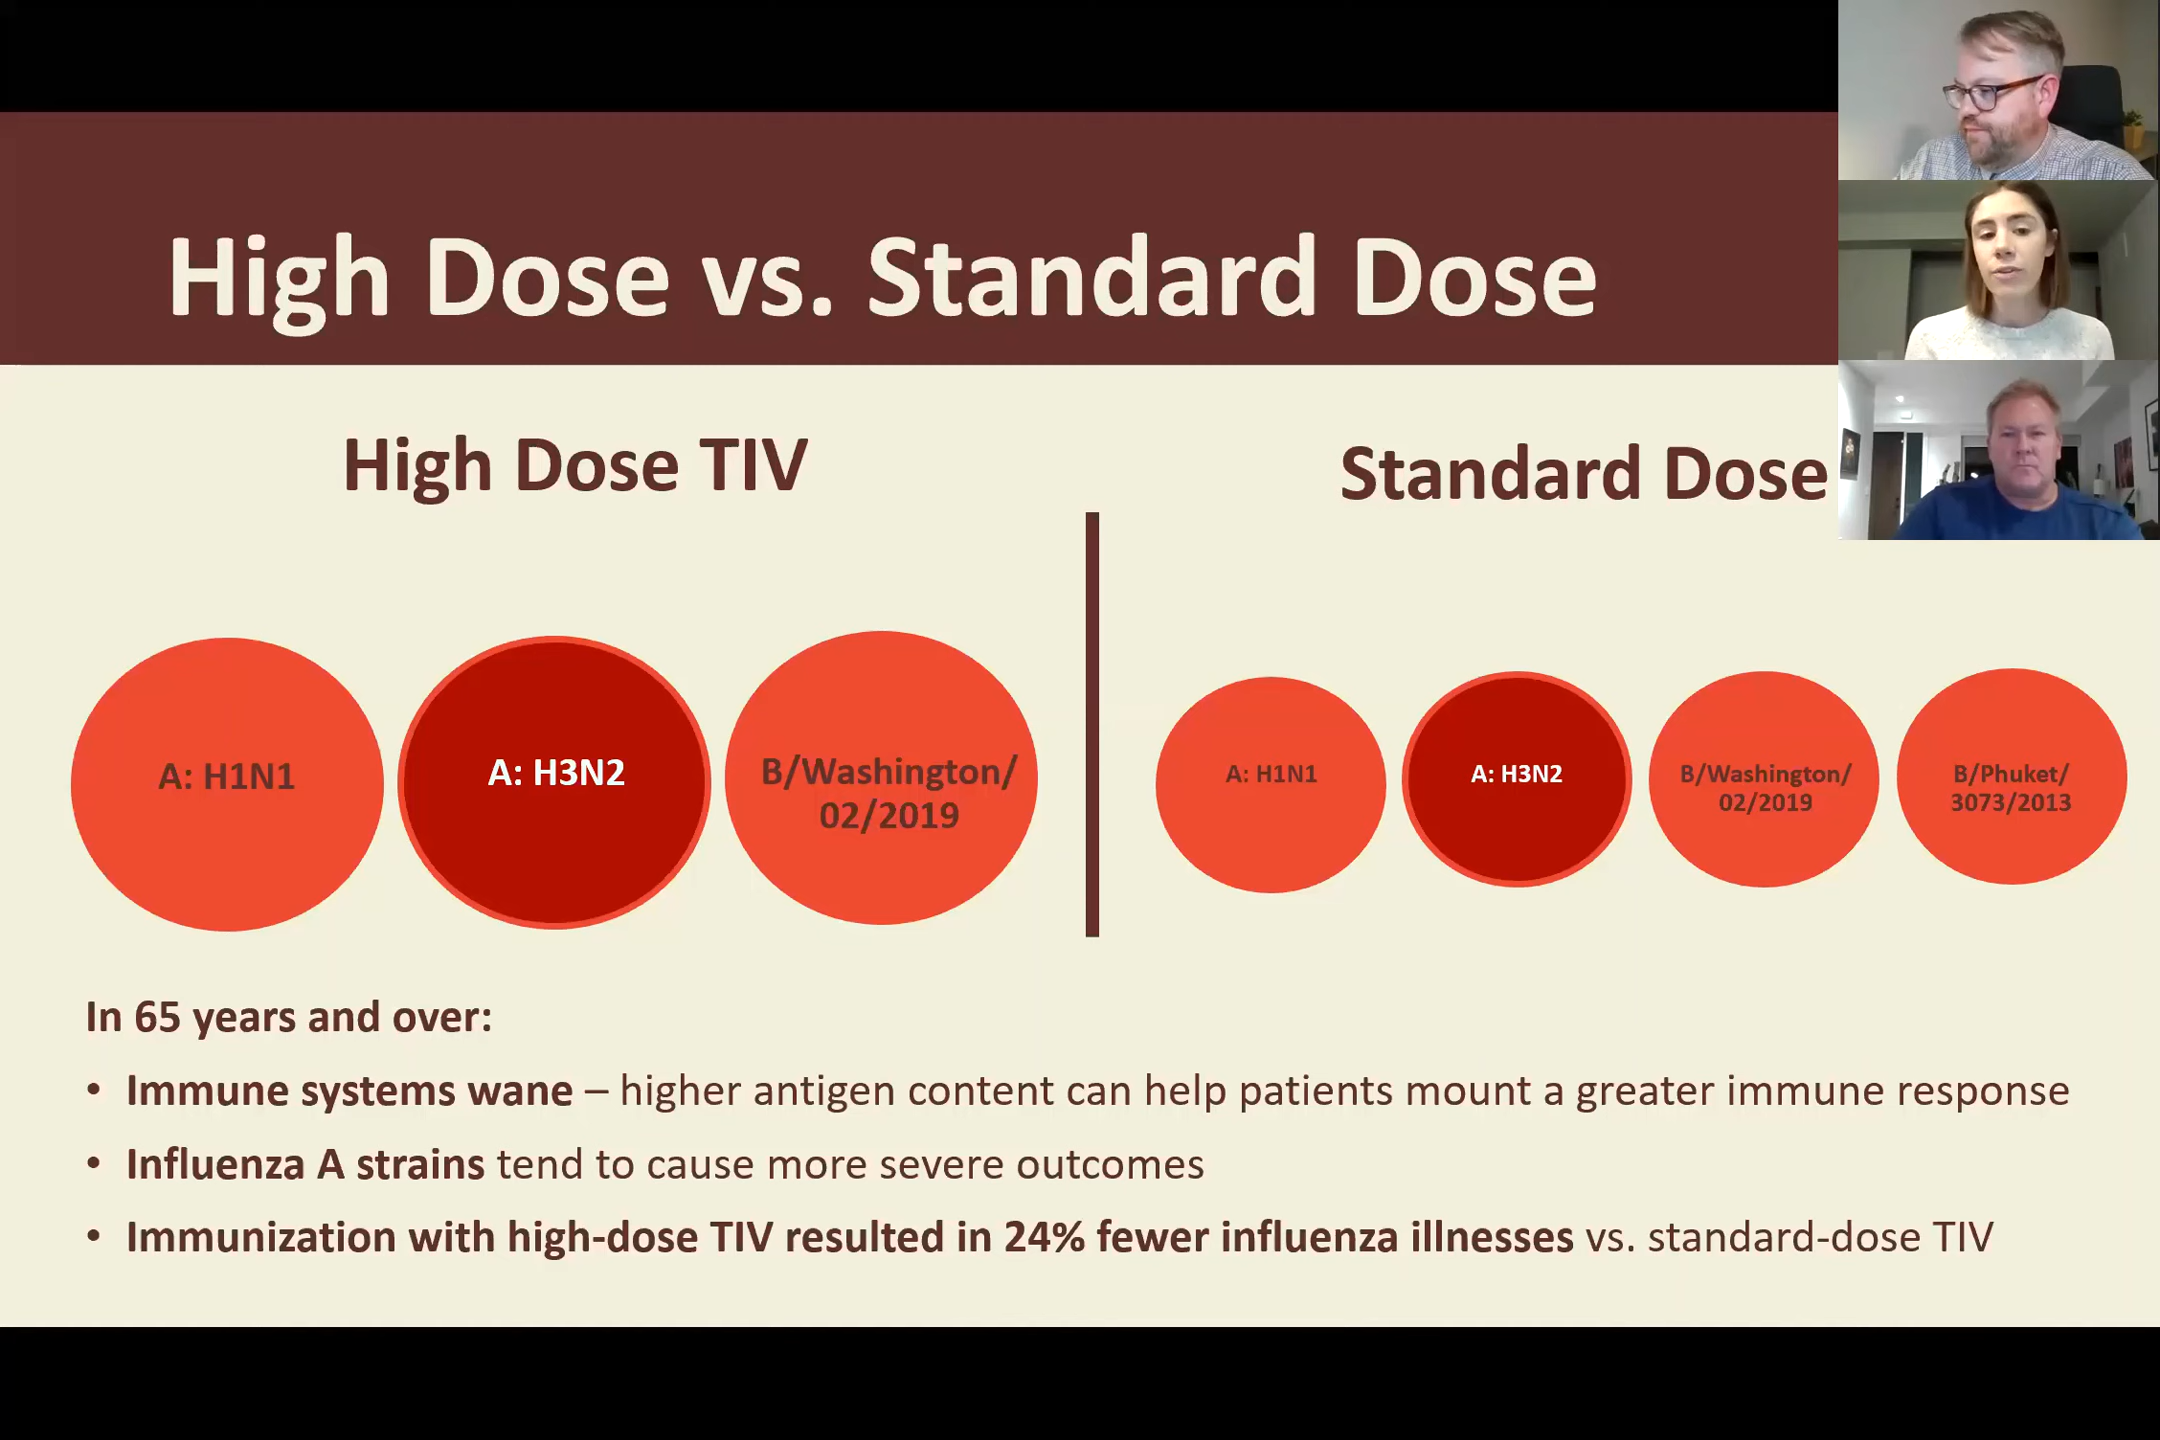 High Dose vs. Standard Dose
High Dose TIV
Standard Dose
A: H1N1
A: H3N2
B/Washington/
02/2019
A: H1N1
A: H3N2
B/Washington/
02/2019
B/Phuket/
3073/2013
In 65 years and over:
• Immune systems wane – higher antigen content can help patients mount a greater immune response
• Influenza A strains tend to cause more severe outcomes
• Immunization with high-dose TIV resulted in 24% fewer influenza illnesses vs. standard-dose TIV